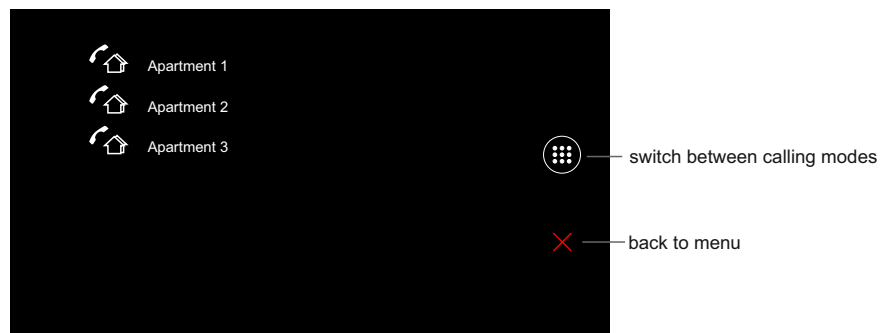 Apartment 1
Apartment 2
Apartment 3
switch between calling modes
back to menu